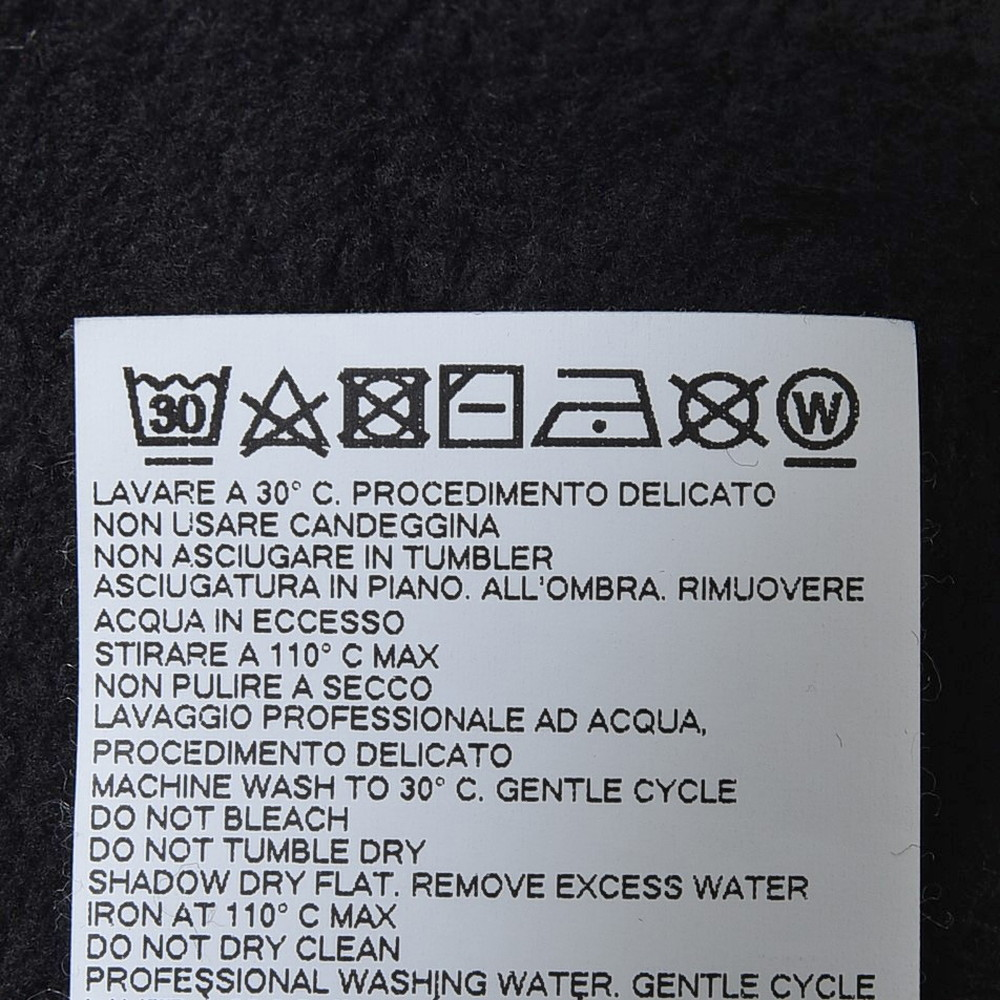 30 W
LAVARE A 30° C. PROCEDIMENTO DELICATO
NON USARE CANDEGGINA
NON ASCIUGARE IN TUMBLER
ASCIUGATURA IN PIANO. ALL'OMBRA. RIMUOVERE
ACQUA IN ECCESSO
STIRARE A 110° C MAX
NON PULIRE A SECCO
LAVAGGIO PROFESSIONALE AD ACQUA,
PROCEDIMENTO DELICATO
MACHINE WASH TO 30° C. GENTLE CYCLE
DO NOT BLEACH
DO NOT TUMBLE DRY
SHADOW DRY FLAT. REMOVE EXCESS WATER
IRON AT 110° C MAX
DO NOT DRY CLEAN
PROFESSIONAL WASHING WATER. GENTLE CYCLE